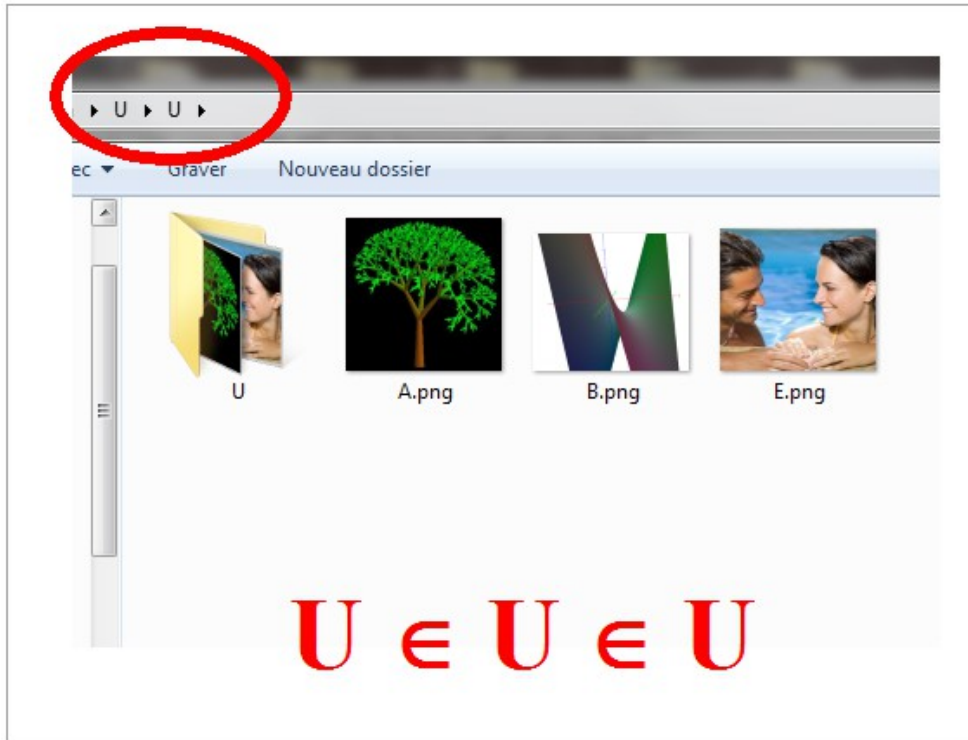 U U
ec Graver Nouveau dossier
U A.png B.png E.png
U ∈ U ∈ U